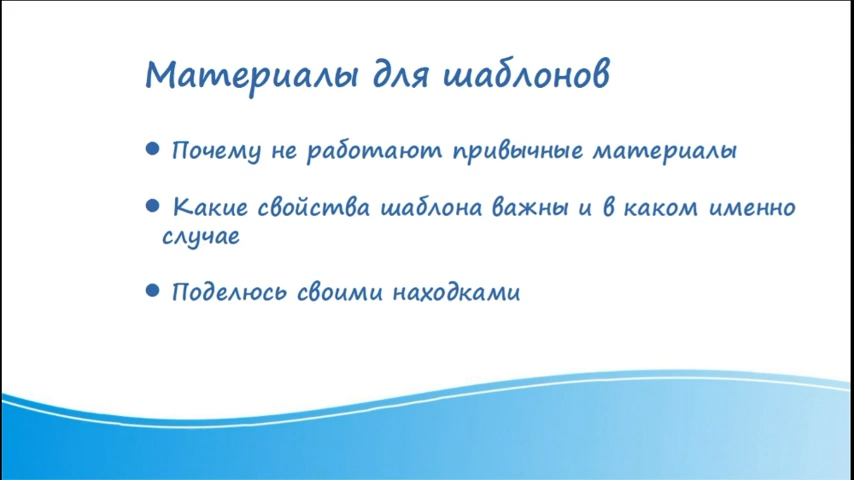 Материалы для шаблонов
• Почему не работают привычные материалы
• Какие свойства шаблона важны и в каком именно
случае
• Поделюсь своими находками